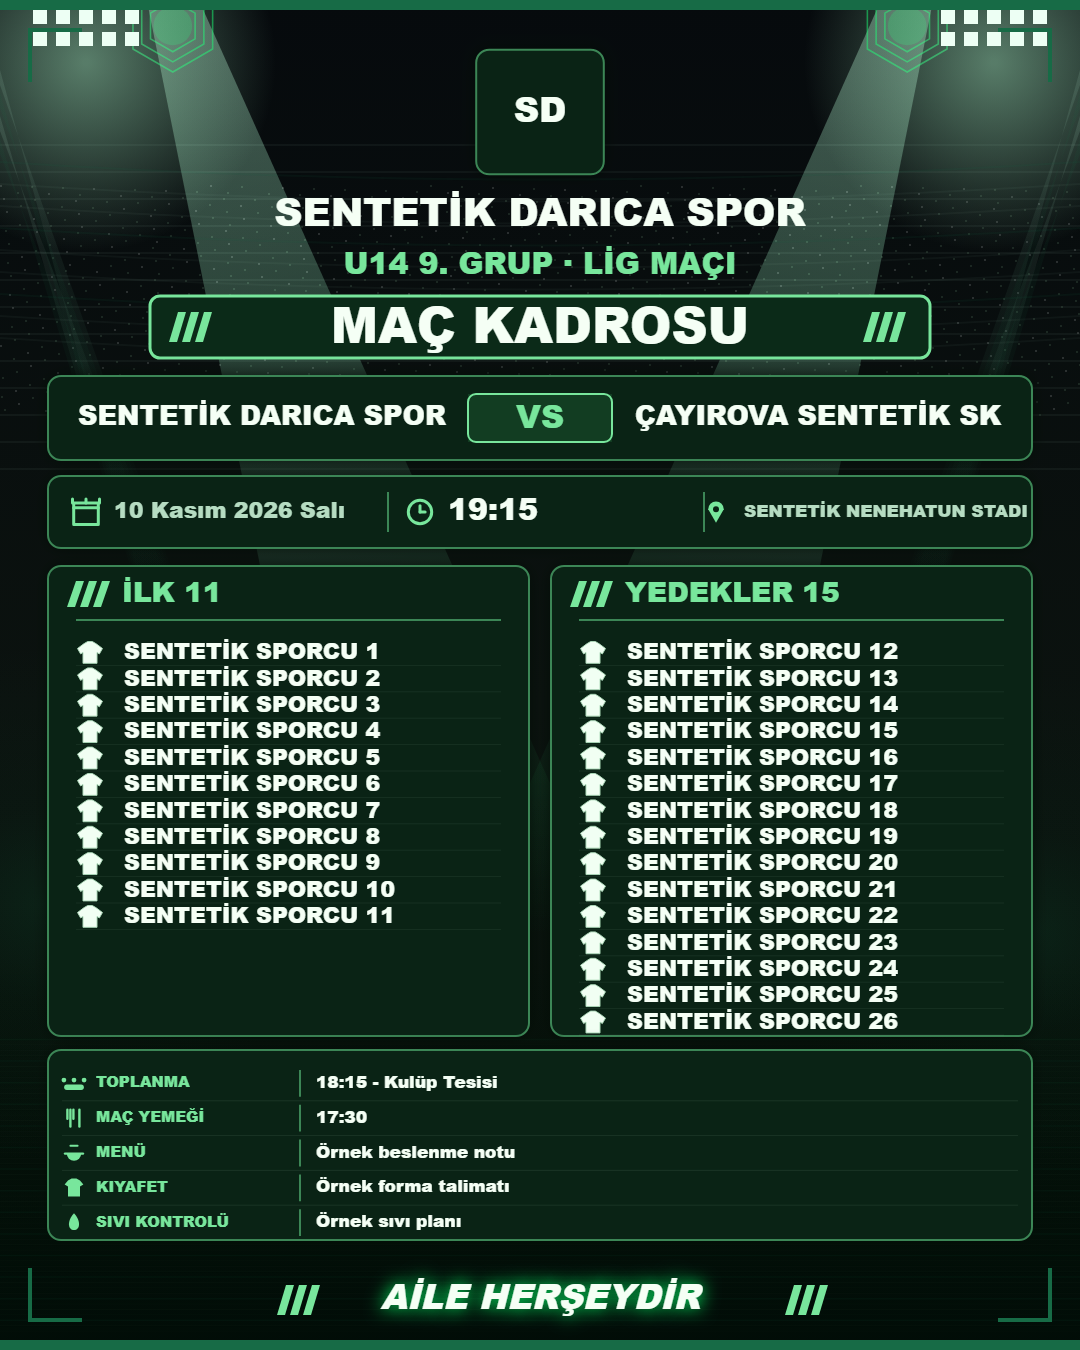 SD
SENTETİK DARICA SPOR
U14 9. GRUP · LİG MAÇI
MAÇ KADROSU
SENTETİK DARICA SPOR VS ÇAYIROVA SENTETİK SK
10 Kasım 2026 Salı 19:15 SENTETİK NENEHATUN STADI
İLK 11
SENTETİK SPORCU 1
SENTETİK SPORCU 2
SENTETİK SPORCU 3
SENTETİK SPORCU 4
SENTETİK SPORCU 5
SENTETİK SPORCU 6
SENTETİK SPORCU 7
SENTETİK SPORCU 8
SENTETİK SPORCU 9
SENTETİK SPORCU 10
SENTETİK SPORCU 11
YEDEKLER 15
SENTETİK SPORCU 12
SENTETİK SPORCU 13
SENTETİK SPORCU 14
SENTETİK SPORCU 15
SENTETİK SPORCU 16
SENTETİK SPORCU 17
SENTETİK SPORCU 18
SENTETİK SPORCU 19
SENTETİK SPORCU 20
SENTETİK SPORCU 21
SENTETİK SPORCU 22
SENTETİK SPORCU 23
SENTETİK SPORCU 24
SENTETİK SPORCU 25
SENTETİK SPORCU 26
TOPLANMA 18:15 - Kulüp Tesisi
MAÇ YEMEĞİ 17:30
MENÜ Örnek beslenme notu
KIYAFET Örnek forma talimatı
SIVI KONTROLÜ Örnek sıvı planı
AİLE HERŞEYDİR